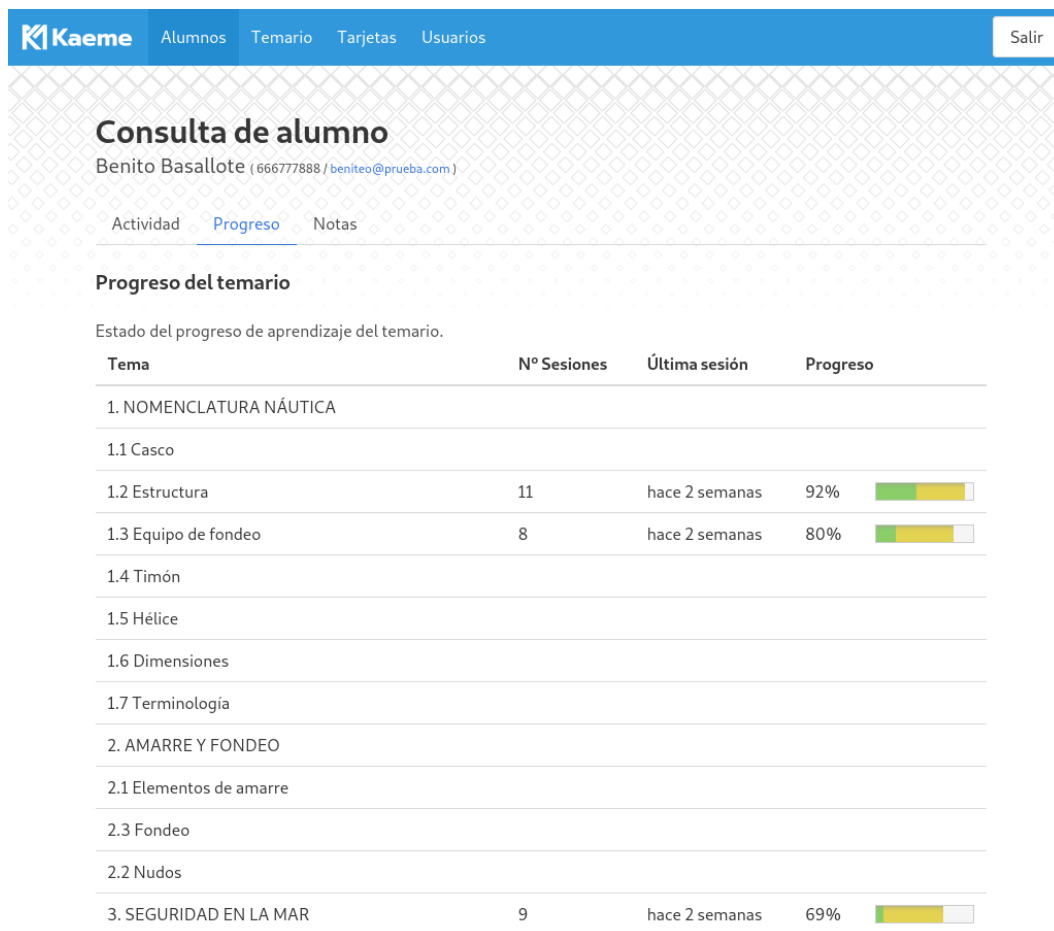 Kaeme Alumnos Temario Tarjetas Usuarios Salir
Consulta de alumno
Benito Basallote ( 666777888 / beniteo@prueba.com )
Actividad Progreso Notas
Progreso del temario
Estado del progreso de aprendizaje del temario.
Tema Nº Sesiones Última sesión Progreso
1. NOMENCLATURA NÁUTICA
1.1 Casco
1.2 Estructura 11 hace 2 semanas 92%
1.3 Equipo de fondeo 8 hace 2 semanas 80%
1.4 Timón
1.5 Hélice
1.6 Dimensiones
1.7 Terminología
2. AMARRE Y FONDEO
2.1 Elementos de amarre
2.3 Fondeo
2.2 Nudos
3. SEGURIDAD EN LA MAR 9 hace 2 semanas 69%